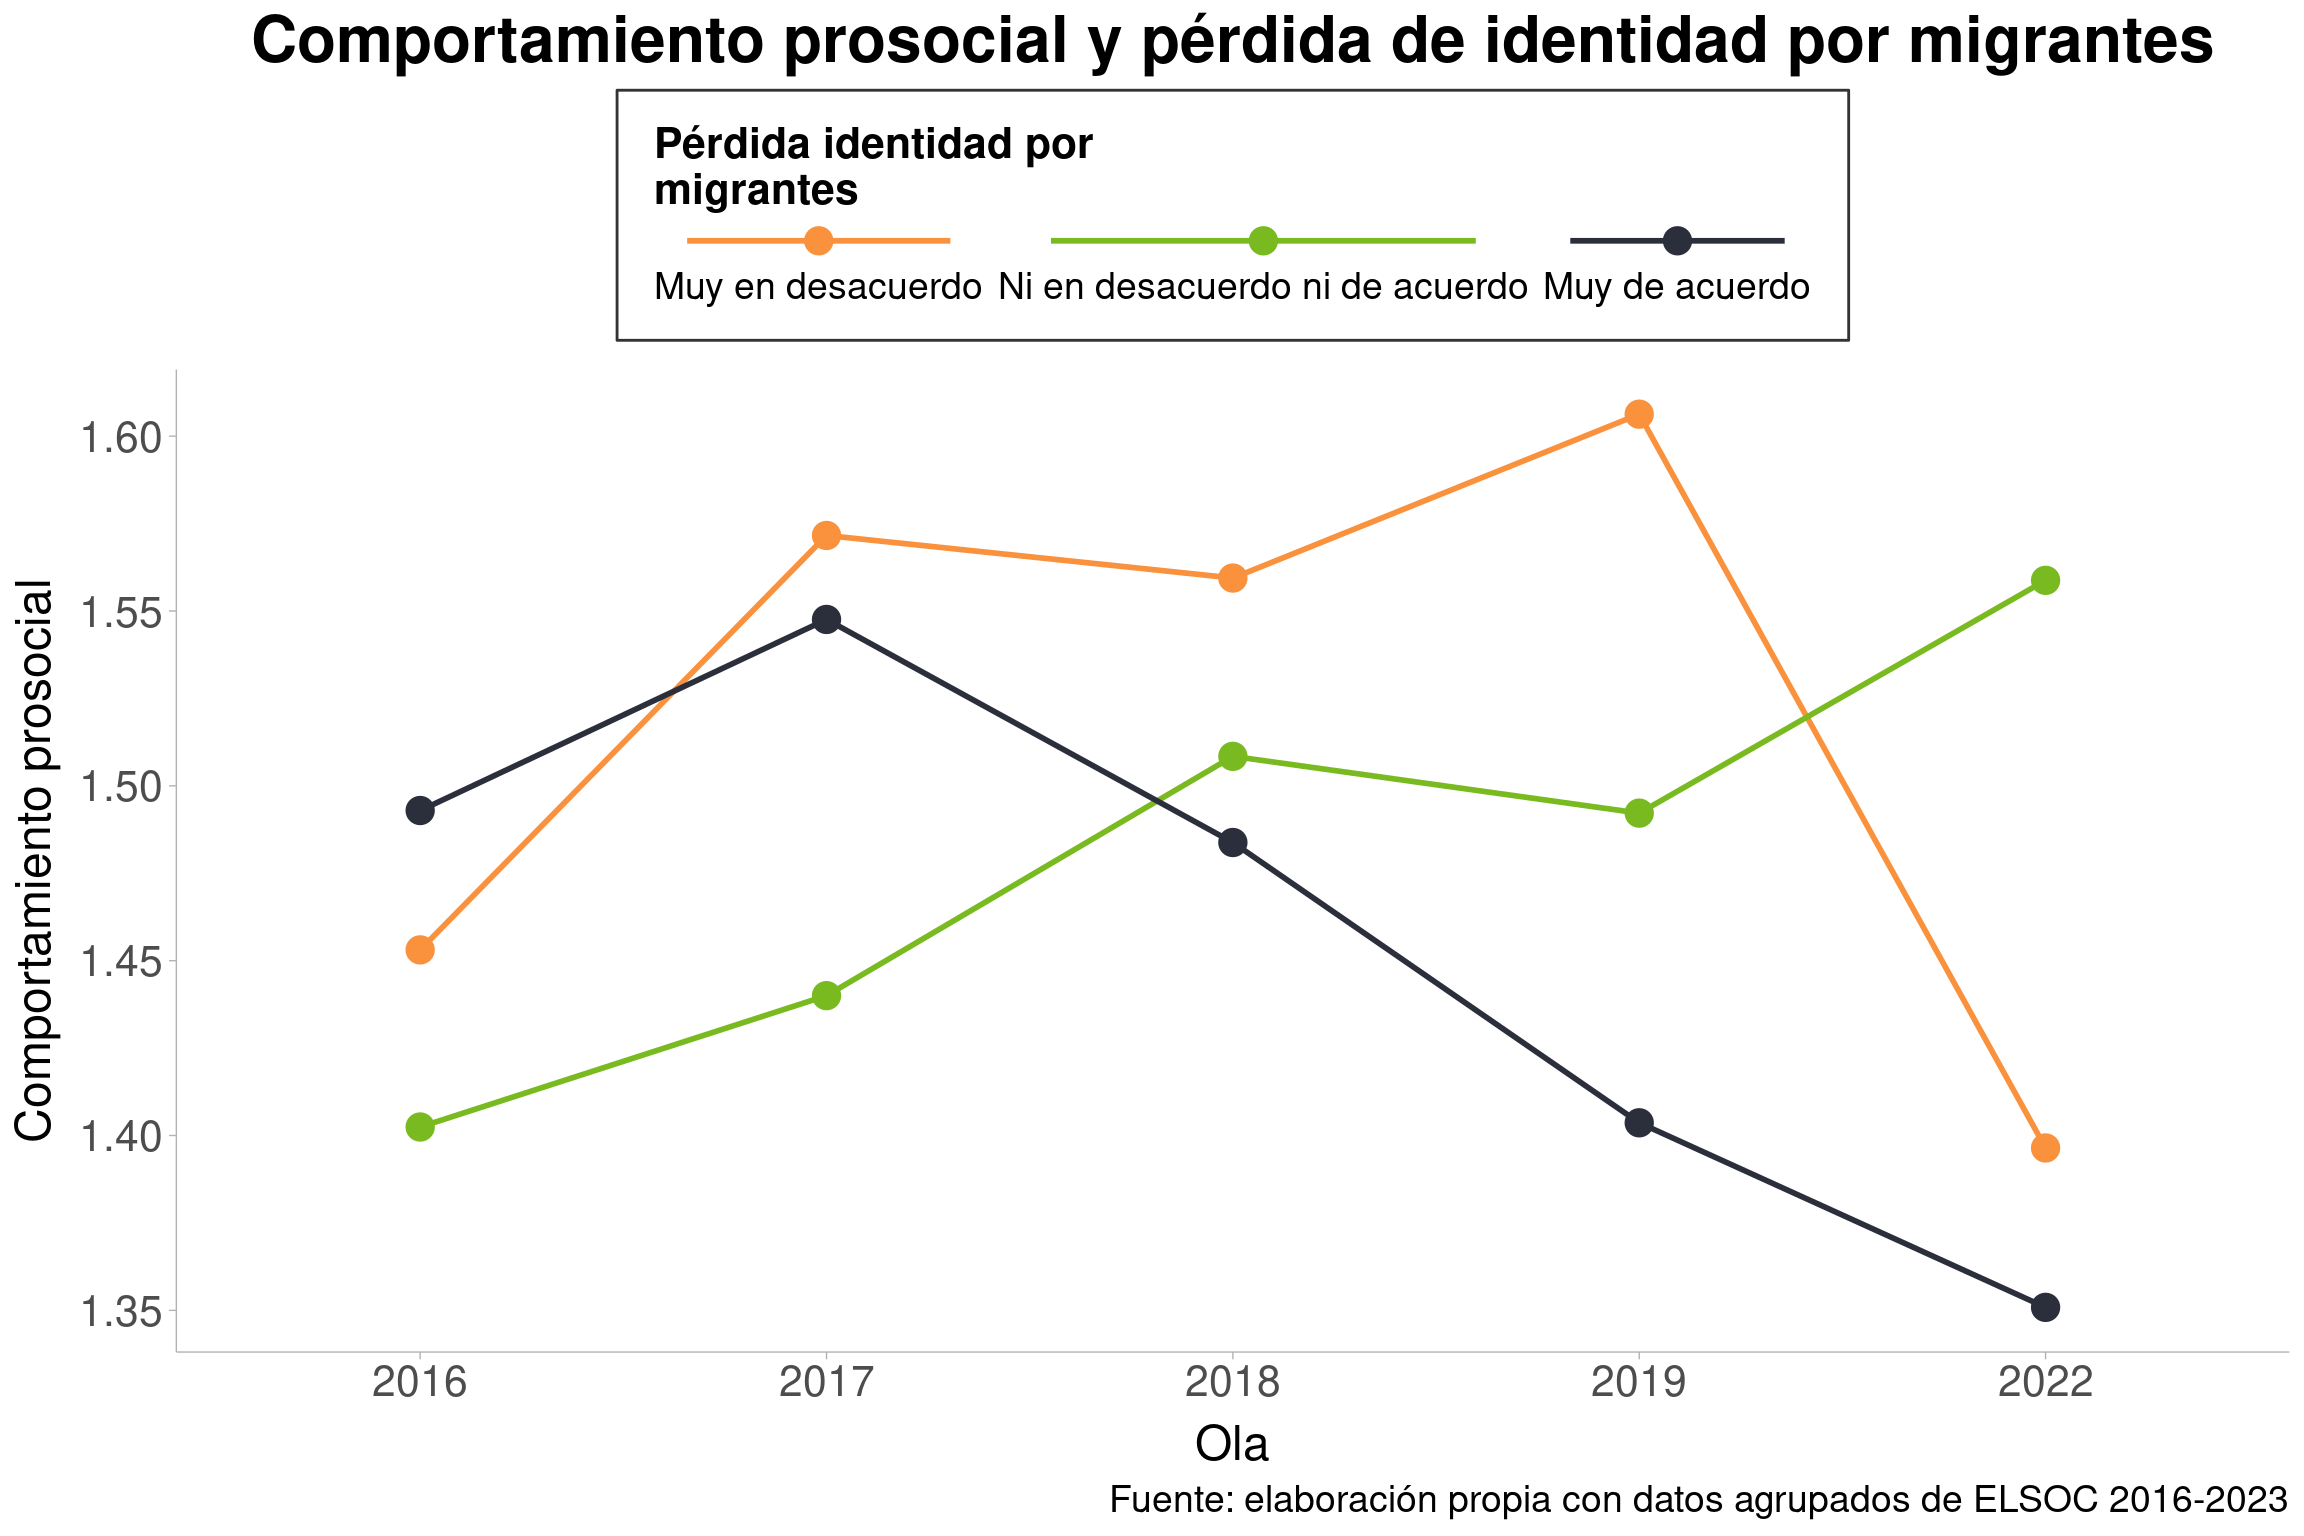 Comportamiento prosocial y pérdida de identidad por migrantes
Pérdida identidad por
migrantes
Muy en desacuerdo Ni en desacuerdo ni de acuerdo Muy de acuerdo
Comportamiento prosocial
1.60
1.55
1.50
1.45
1.40
1.35
2016 2017 2018 2019 2022
Ola
Fuente: elaboración propia con datos agrupados de ELSOC 2016-2023